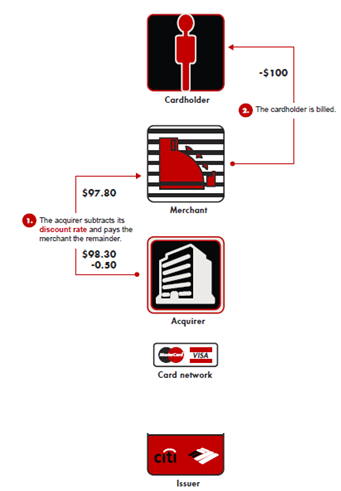 Cardholder
-$100
2. The cardholder is billed.
Merchant
$97.80
1. The acquirer subtracts its
discount rate and pays the
merchant the remainder.
$98.30
-0.50
Acquirer
MasterCard VISA
Card network
citi
Issuer